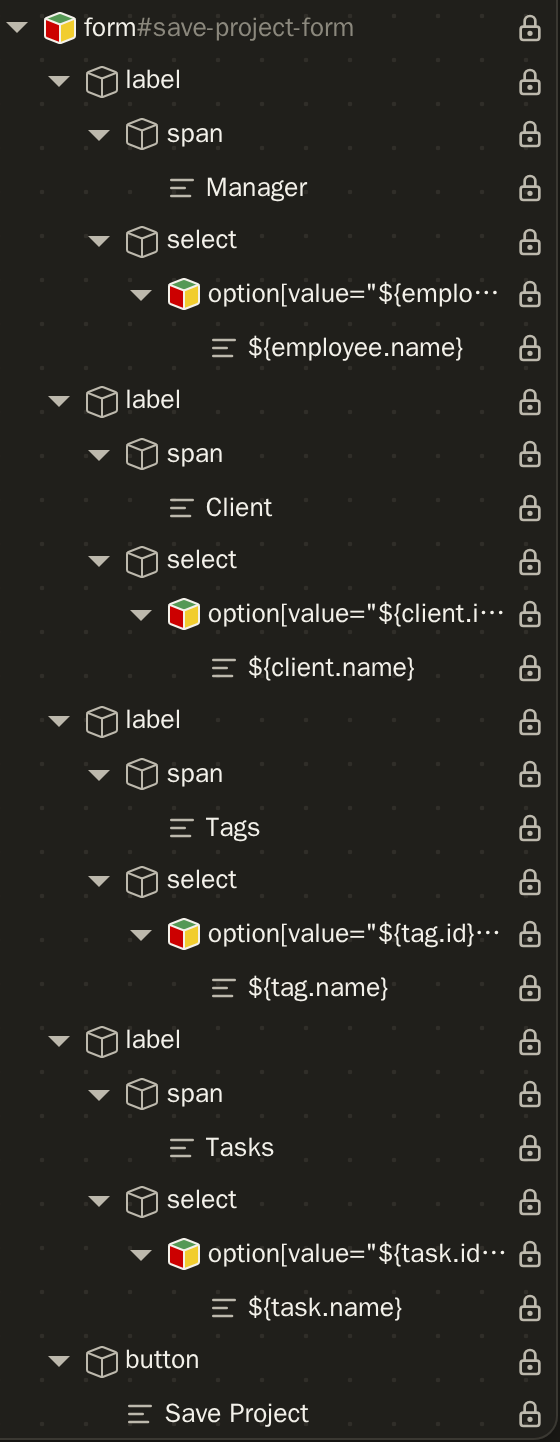 form#save-project-form
label
span
Manager
select
option[value="${emplo···
${employee.name}
label
span
Client
select
option[value="${client.i···
${client.name}
label
span
Tags
select
option[value="${tag.id}···
${tag.name}
label
span
Tasks
select
option[value="${task.id···
${task.name}
button
Save Project